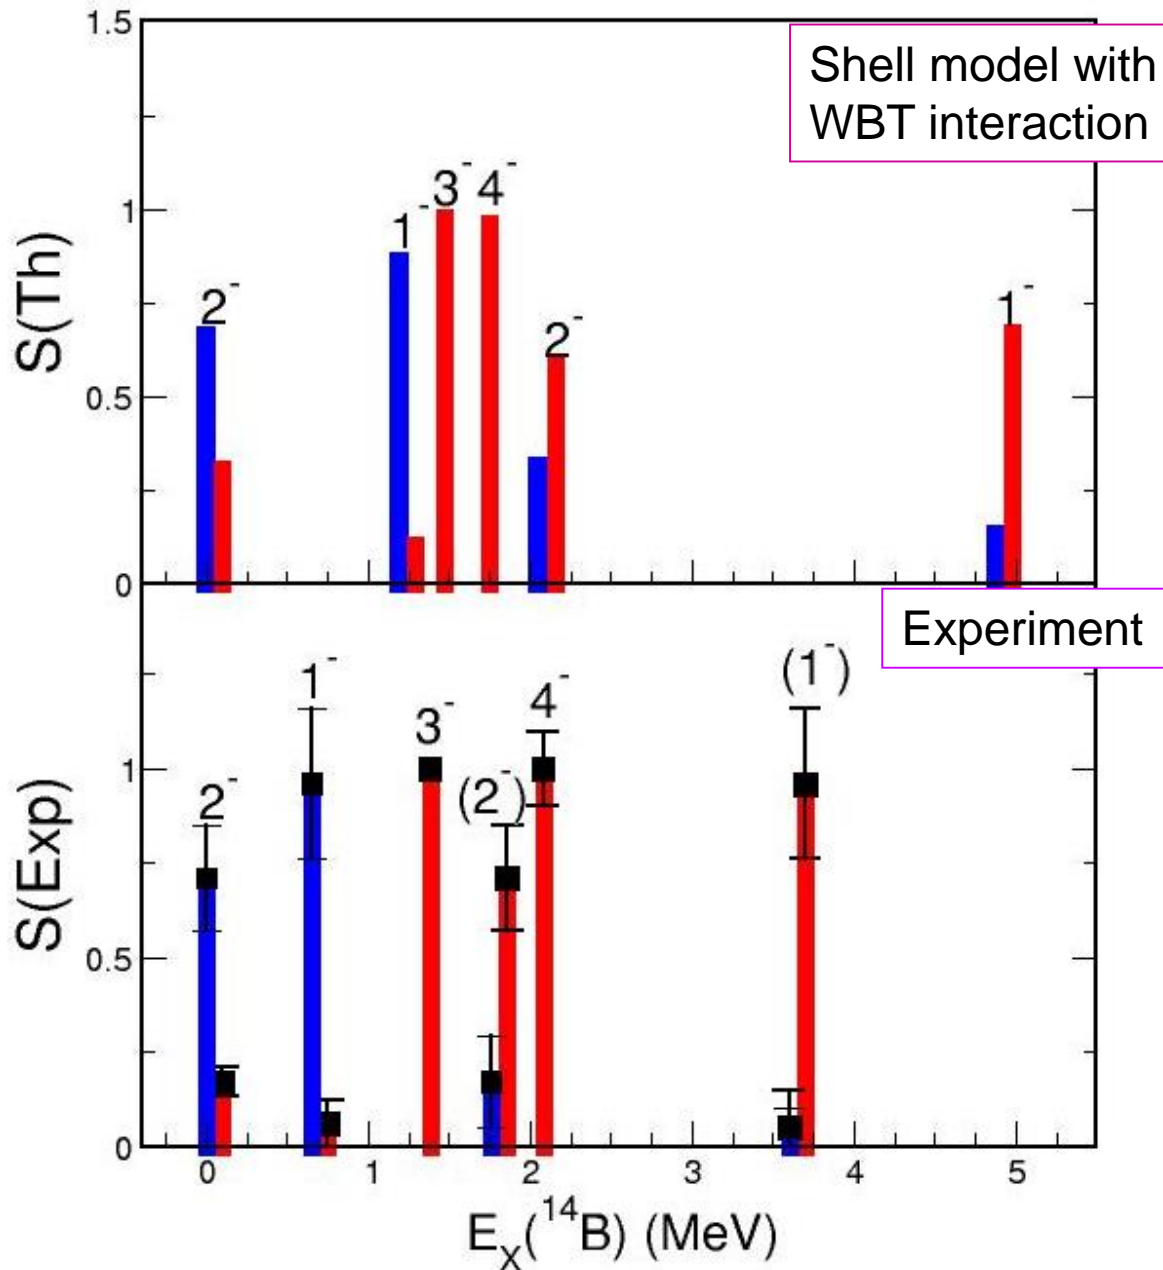 1.5
Shell model with
WBT interaction
S(Th)
1
0.5
0
2⁻
1⁻
3⁻
4⁻
2⁻
1⁻
Experiment
S(Exp)
1
0.5
0
2⁻
1⁻
3⁻
(2⁻)
4⁻
(1⁻)
0 1 2 3 4 5
Eₓ(¹⁴B) (MeV)